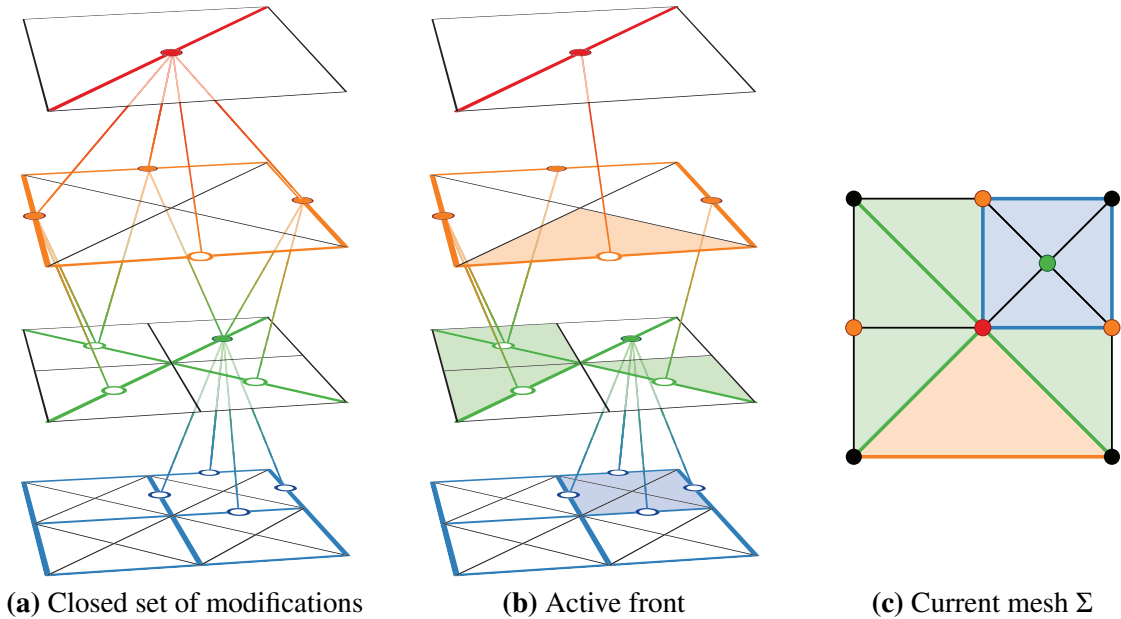 (a) Closed set of modifications
(b) Active front
(c) Current mesh Σ